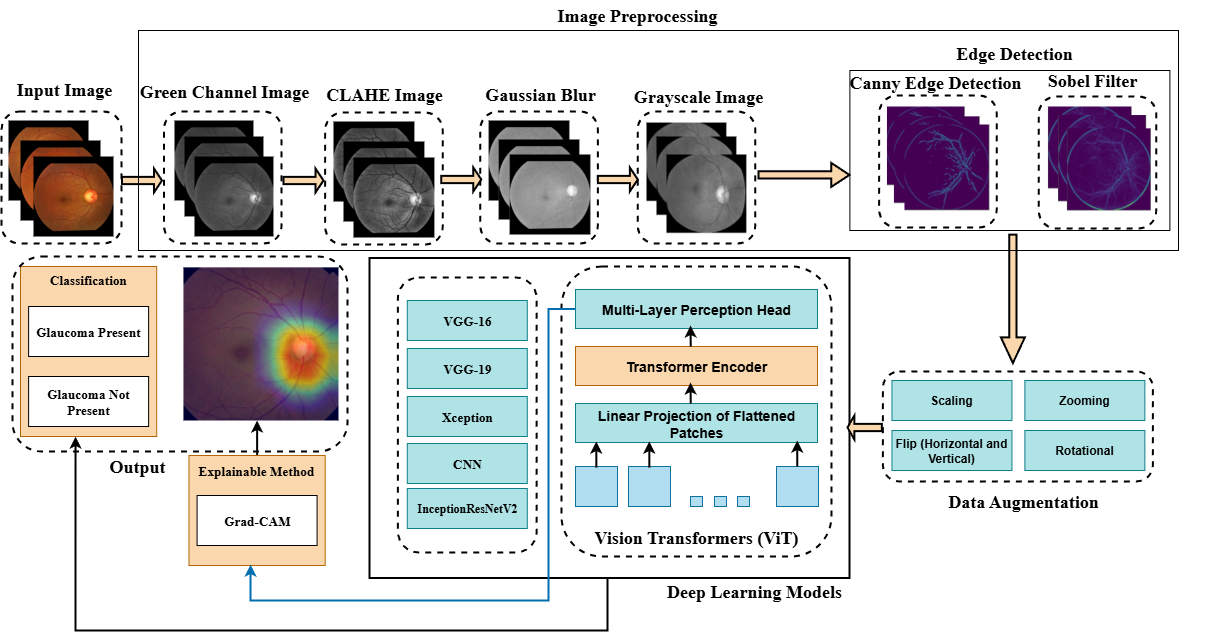 Image Preprocessing
Edge Detection
Input Image
Green Channel Image
CLAHE Image
Gaussian Blur
Grayscale Image
Canny Edge Detection
Sobel Filter
Classification
Glaucoma Present
Glaucoma Not
Present
Output
Explainable Method
Grad-CAM
VGG-16
VGG-19
Xception
CNN
InceptionResNetV2
Multi-Layer Perception Head
Transformer Encoder
Linear Projection of Flattened
Patches
Vision Transformers (ViT)
Deep Learning Models
Scaling
Zooming
Flip (Horizontal and
Vertical)
Rotational
Data Augmentation